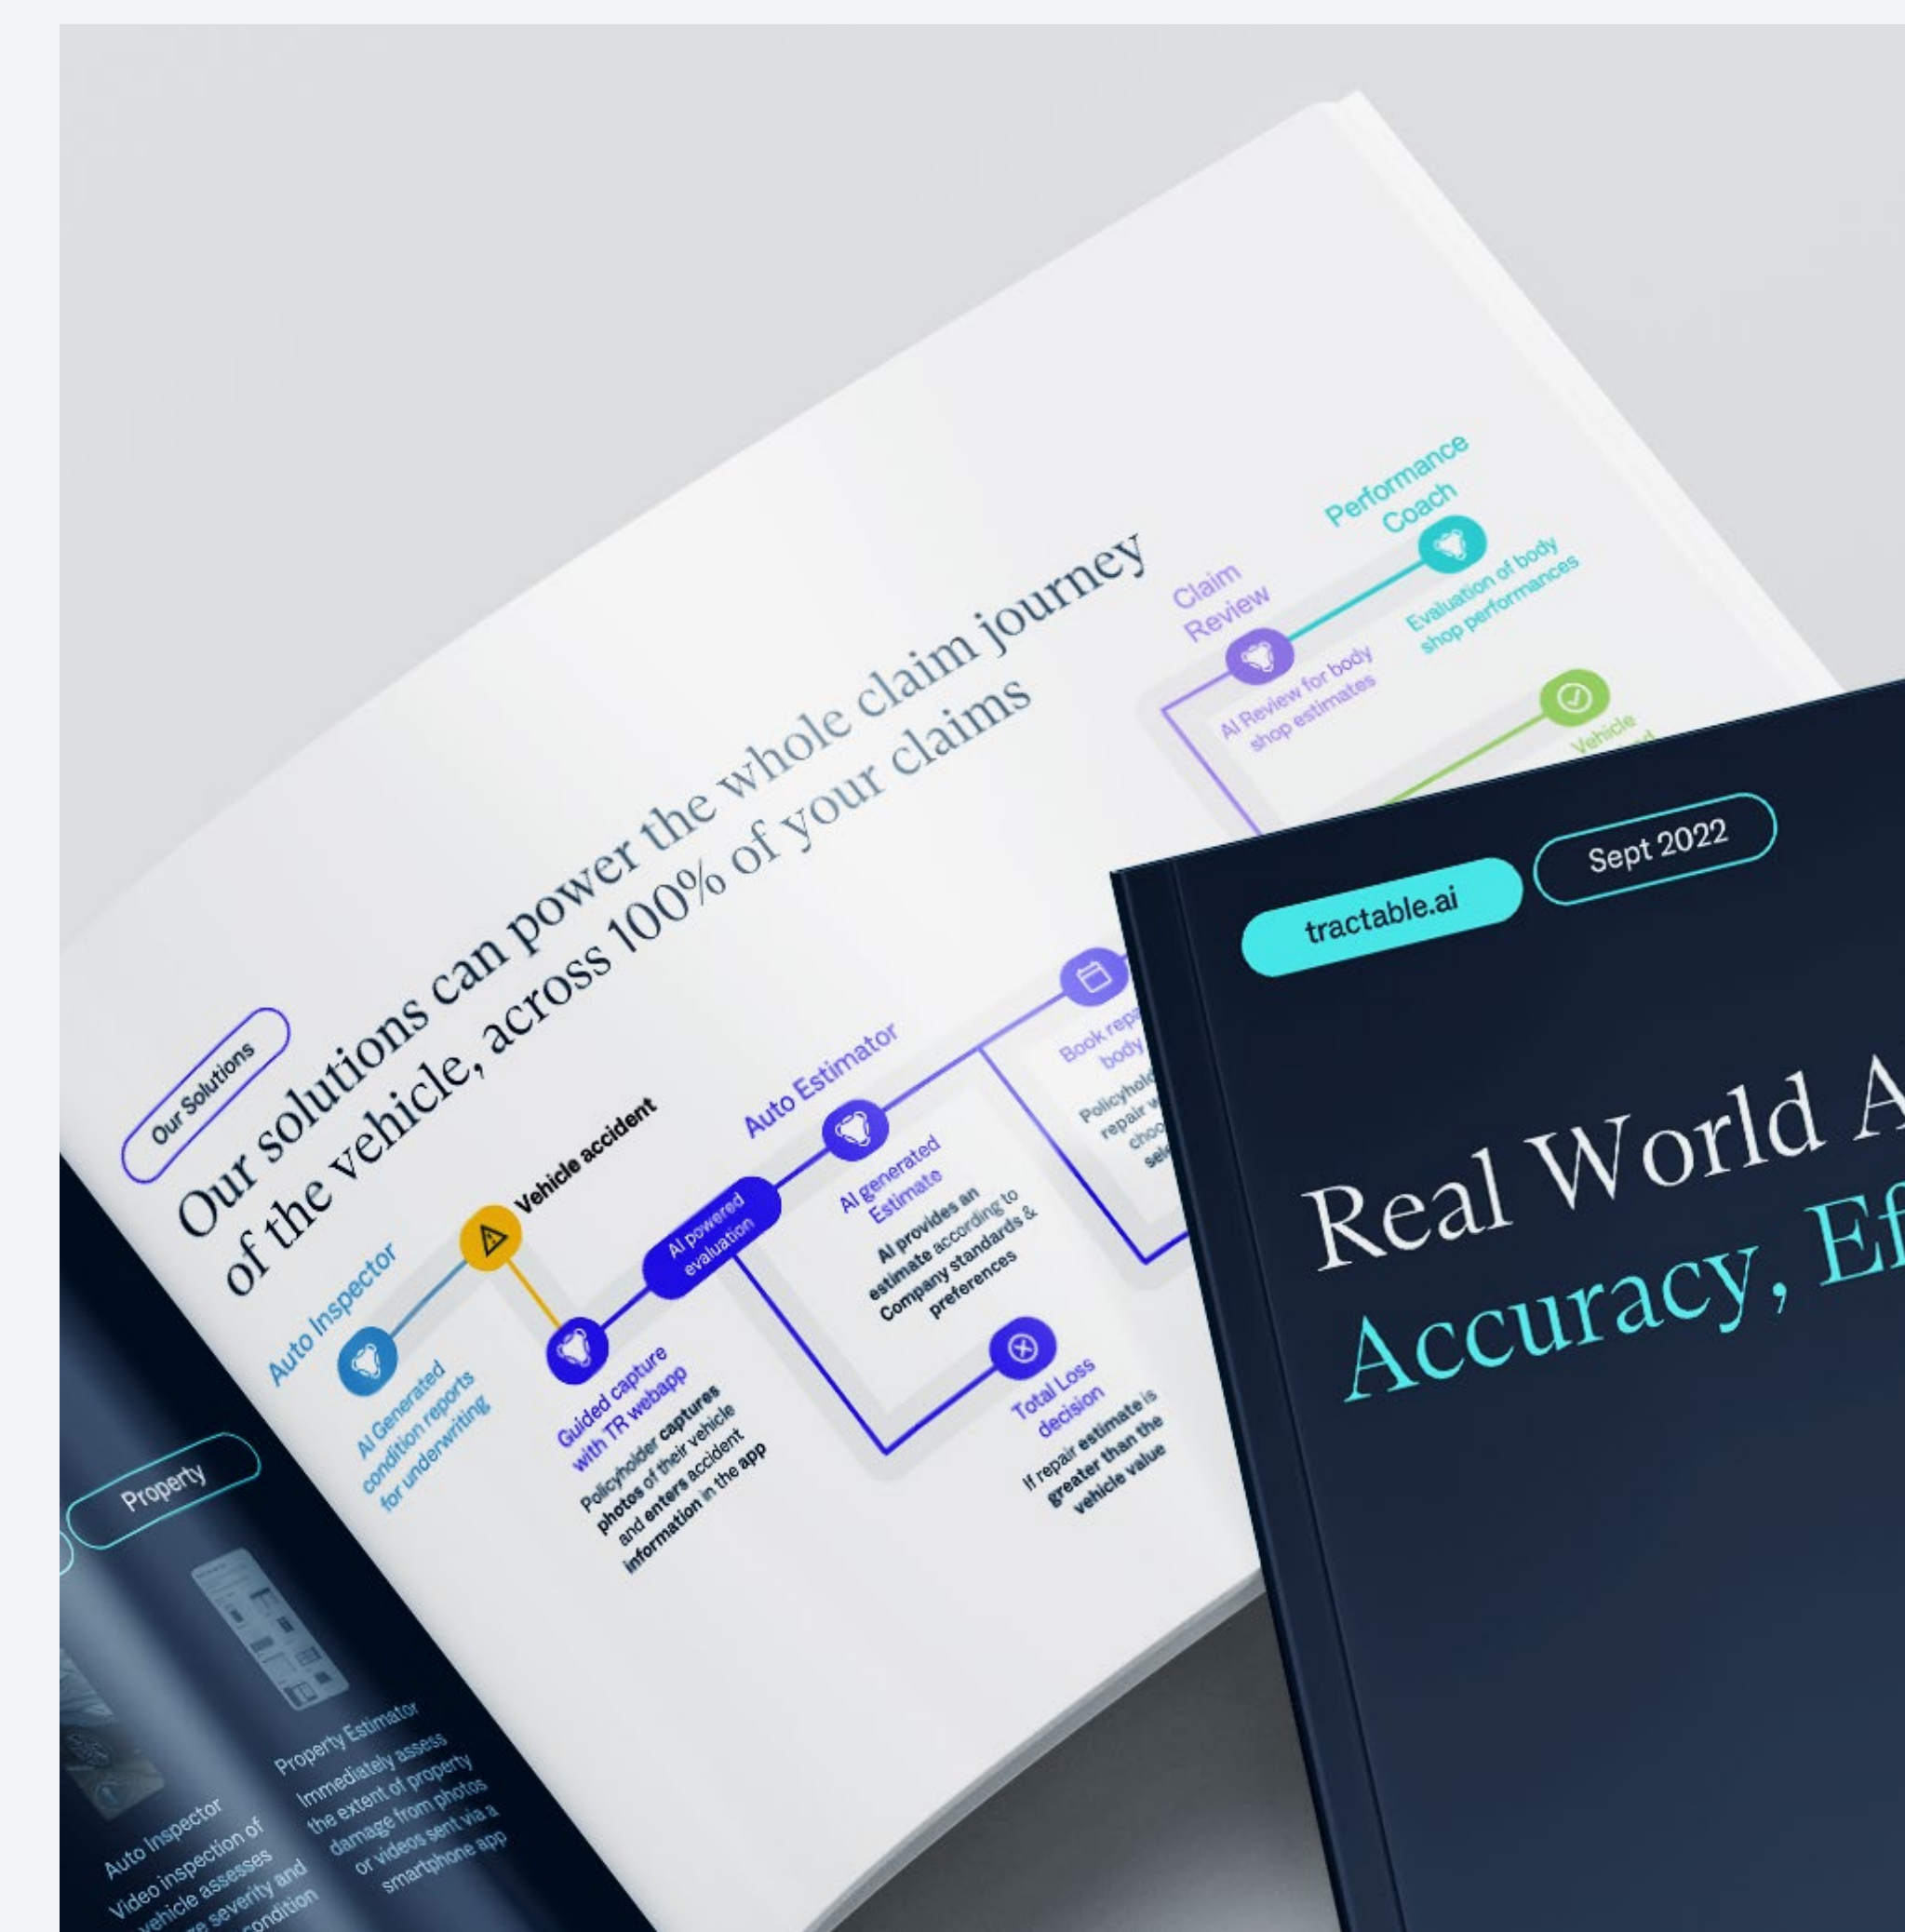 Our Solutions
Our solutions can power the whole claim journey
of the vehicle, across 100% of your claims
Auto Inspector
AI Generated
condition reports
for underwriting
Vehicle accident
Guided capture
with TR webapp
Policyholder captures
photos of their vehicle
and enters accident
information in the app
AI powered
evaluation
Auto Estimator
AI generated
Estimate
AI provides an
estimate according to
Company standards &
preferences
Total Loss
decision
If repair estimate is
greater than the
vehicle value
Book
body
repair
Claim
Review
AI Review for body
shop estimates
Performance
Coach
Evaluation of body
shop performances
Vehicle
Property
Auto Inspector
Video inspection of
vehicle assesses
severity and
condition
Property Estimator
Immediately assess
the extent of property
damage from photos
or videos sent via a
smartphone app
tractable.ai
Sept 2022
Real World
Accuracy,